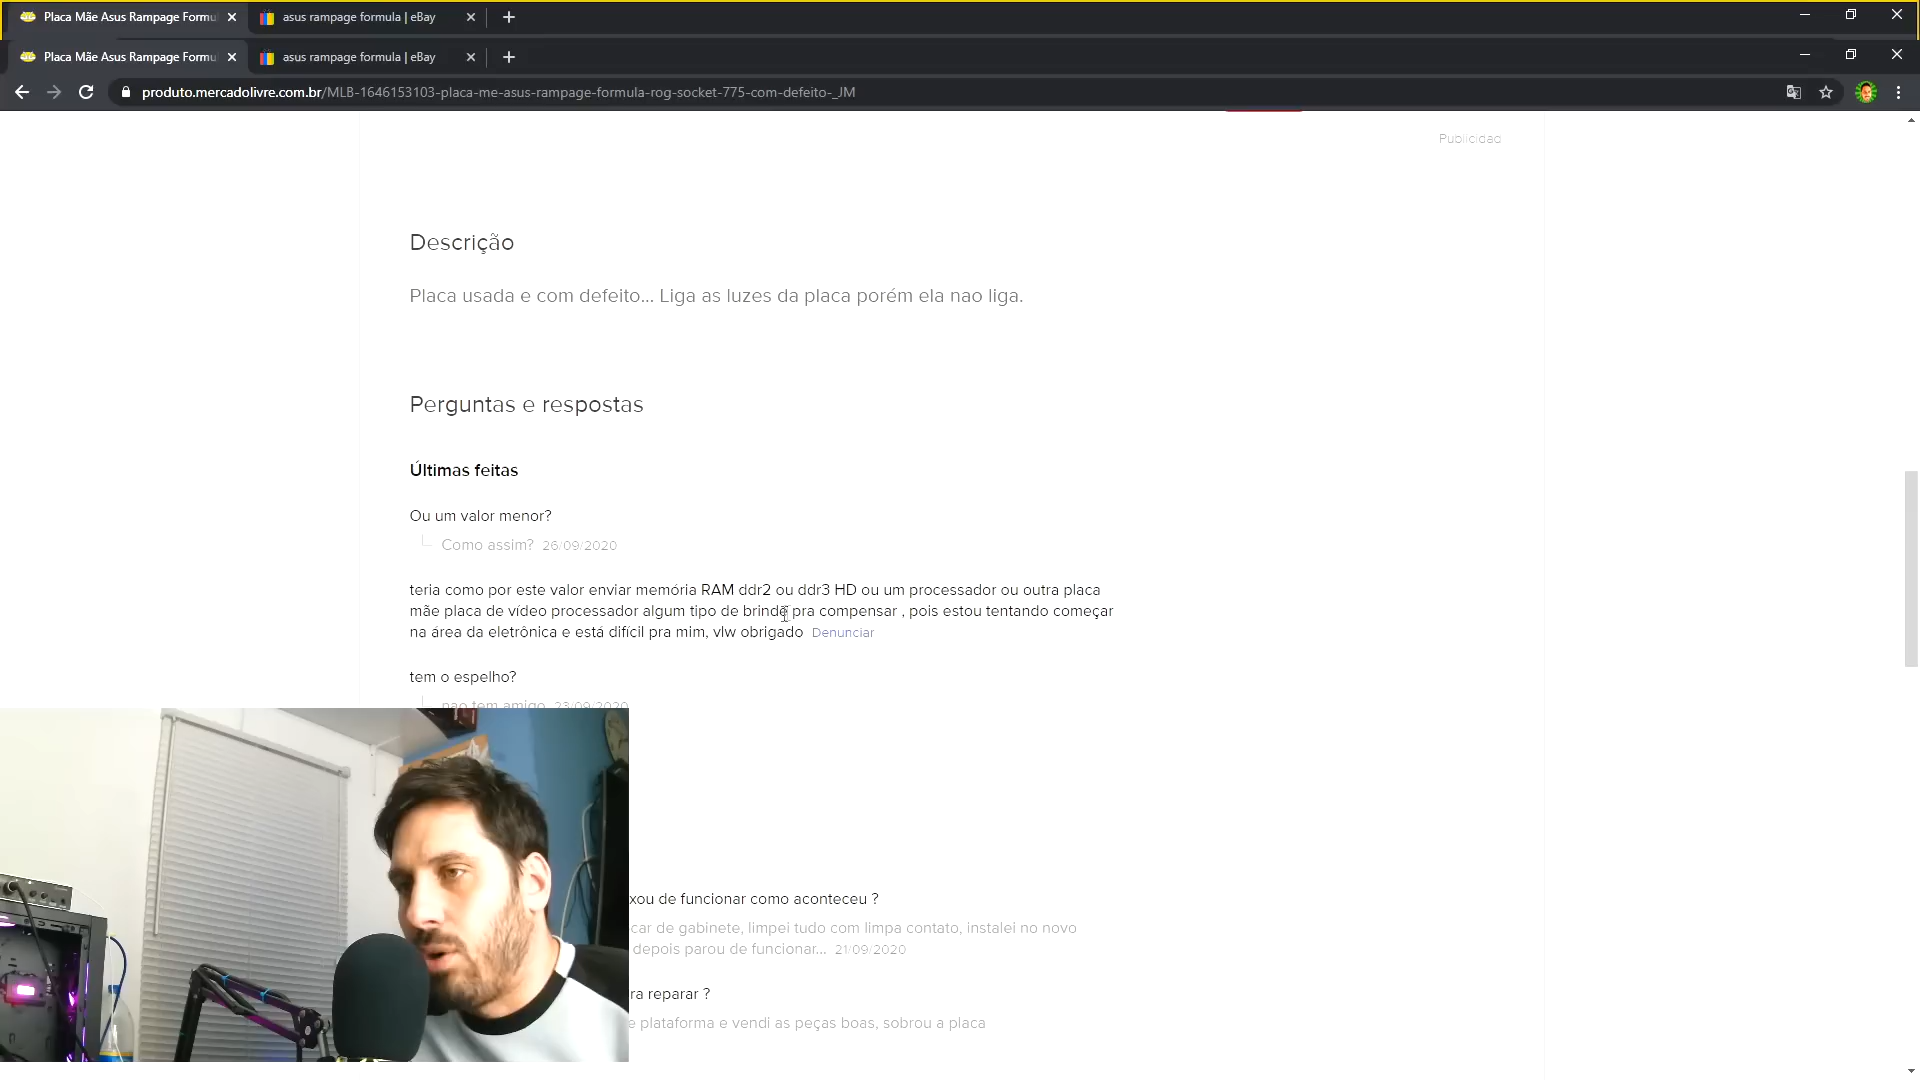 Placa Mãe Asus Rampage Formu
asus rampage formula | eBay
Placa Mãe Asus Rampage Formu
asus rampage formula | eBay
produto.mercadolivre.com.br/MLB-1646153103-placa-me-asus-rampage-formula-rog-socket-775-com-defeito-_JM
Publicidad
Descrição
Placa usada e com defeito... Liga as luzes da placa porém ela nao liga.
Perguntas e respostas
Últimas feitas
Ou um valor menor?
Como assim? 26/09/2020
teria como por este valor enviar memória RAM ddr2 ou ddr3 HD ou um processador ou outra placa
mãe placa de vídeo processador algum tipo de brinde pra compensar , pois estou tentando começar
na área da eletrônica e está difícil pra mim, vlw obrigado Denunciar
tem o espelho?
nao tem amigo 23/09/2020
xou de funcionar como aconteceu ?
car de gabinete, limpei tudo com limpa contato, instalei no novo
depois parou de funcionar... 21/09/2020
ra reparar ?
e plataforma e vendi as peças boas, sobrou a placa